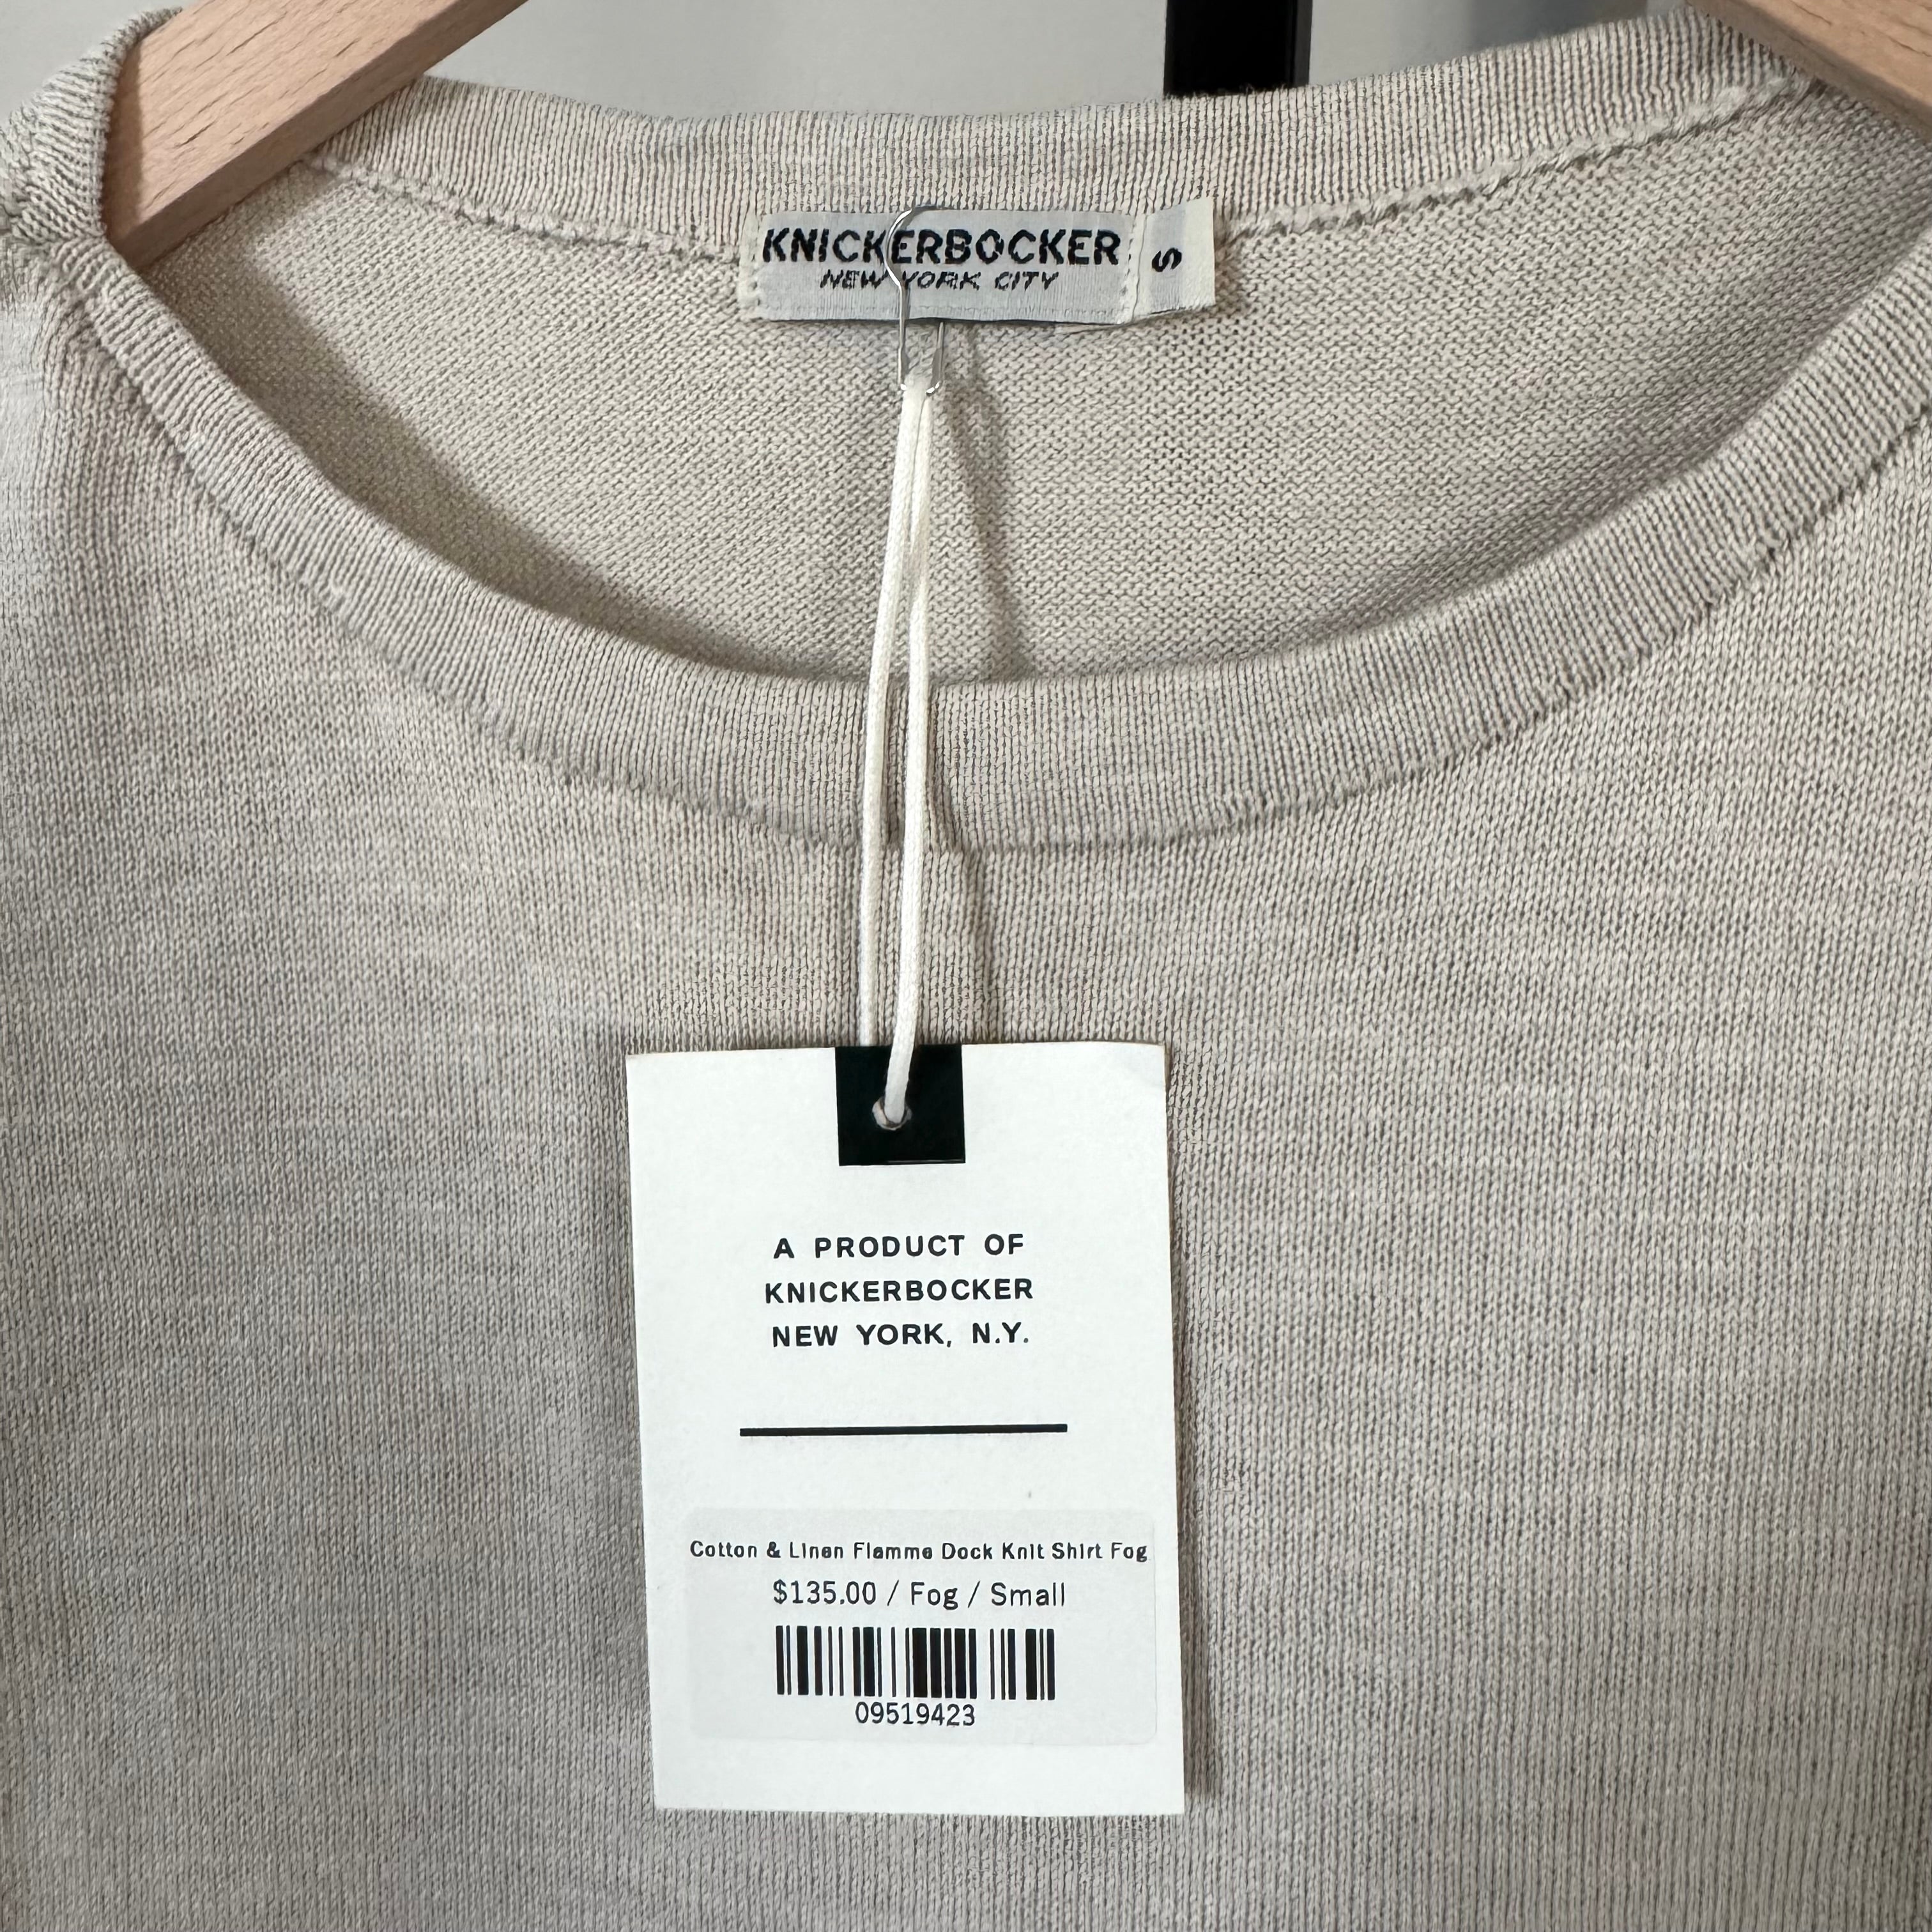 KNICKERBOCKER
NEW YORK CITY
S
A PRODUCT OF
KNICKERBOCKER
NEW YORK, N.Y.
Cotton & Linen Flamme Dock Knit Shirt Fog
$135.00 / Fog / Small
09519423